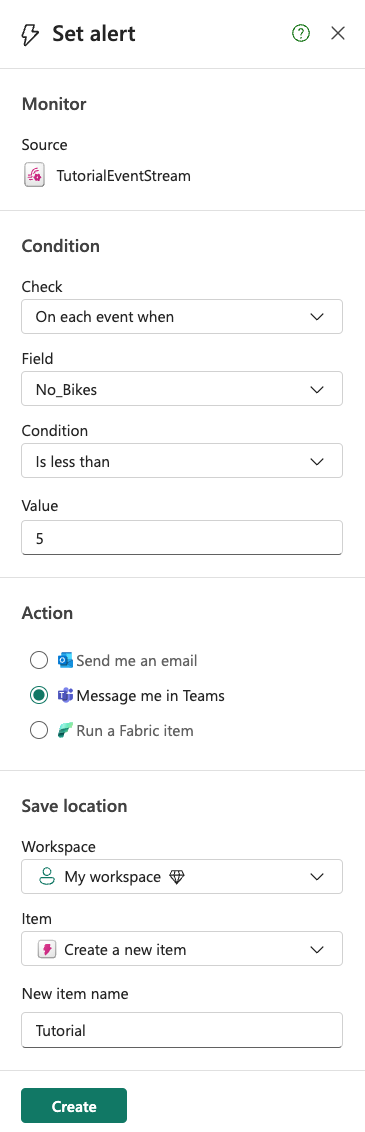 Set alert
Monitor
Source
TutorialEventStream
Condition
Check
On each event when
Field
No_Bikes
Condition
Is less than
Value
5
Action
Send me an email
Message me in Teams
Run a Fabric item
Save location
Workspace
My workspace
Item
Create a new item
New item name
Tutorial
Create